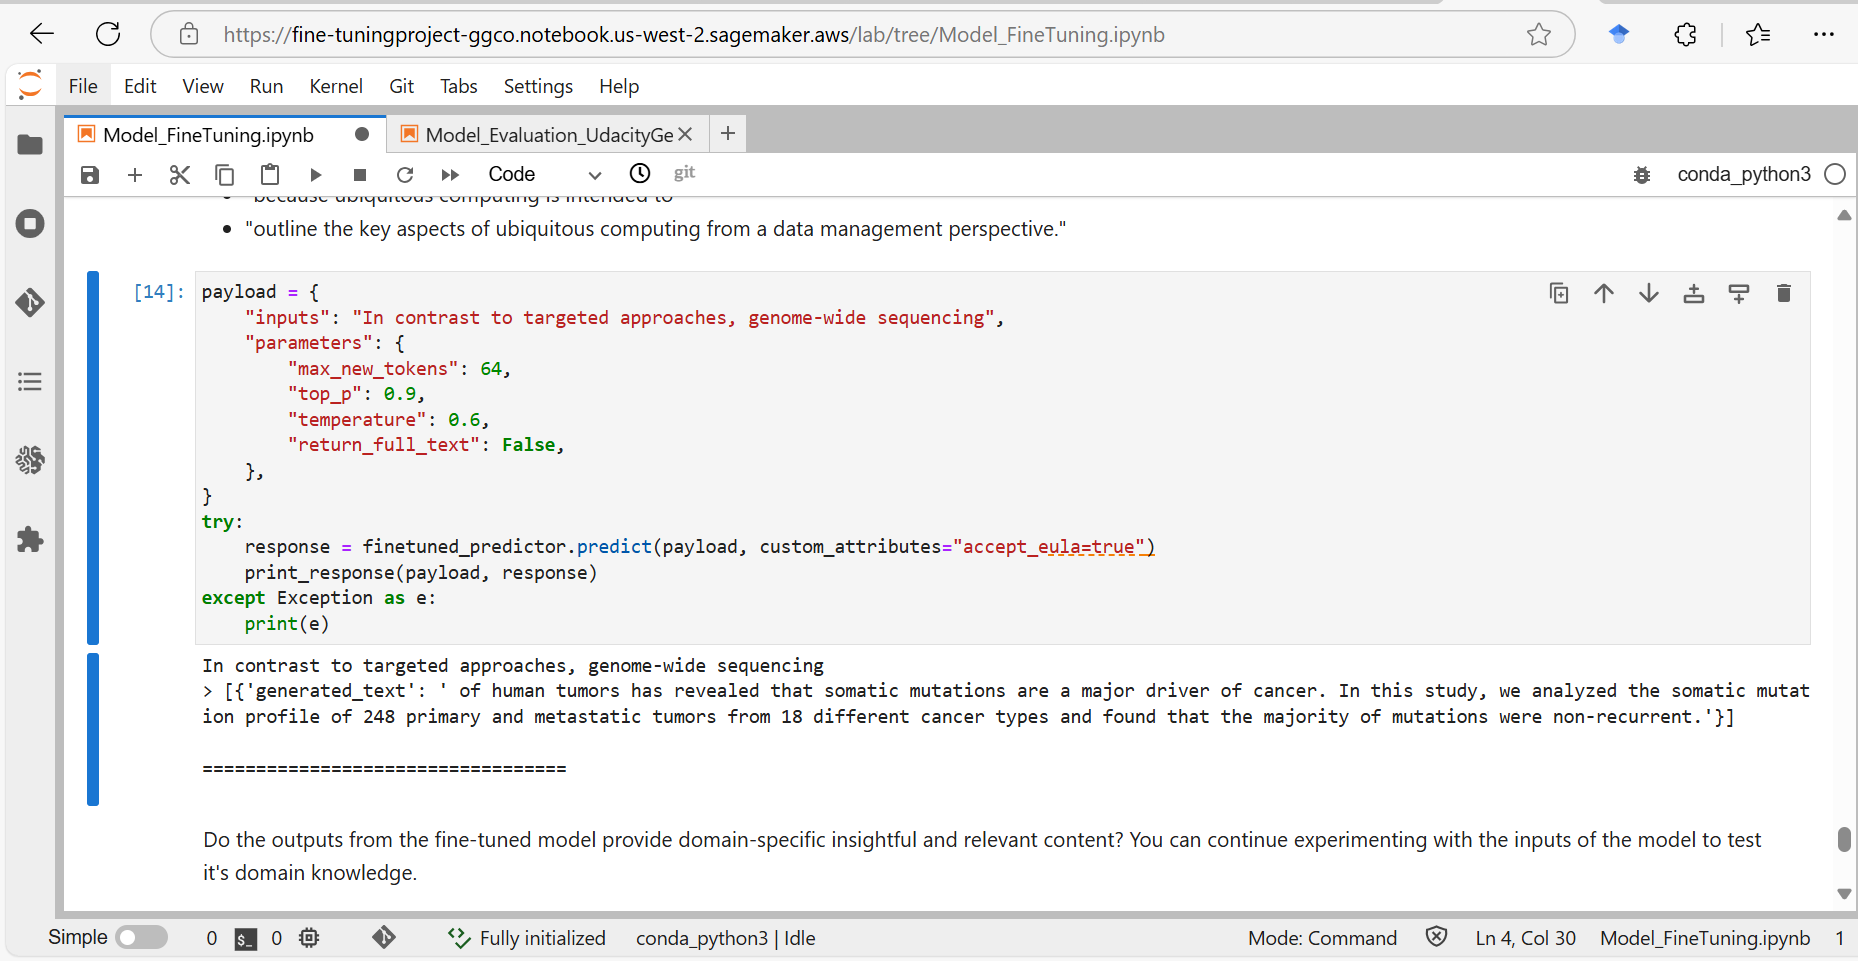 https://fine-tuningproject-ggco.notebook.us-west-2.sagemaker.aws/lab/tree/Model_FineTuning.ipynb
File Edit View Run Kernel Git Tabs Settings Help
Model_FineTuning.ipynb Model_Evaluation_UdacityGe
Code git conda_python3
"because ubiquitous computing is intended to"
"outline the key aspects of ubiquitous computing from a data management perspective."
[14]: payload = {
"inputs": "In contrast to targeted approaches, genome-wide sequencing",
"parameters": {
"max_new_tokens": 64,
"top_p": 0.9,
"temperature": 0.6,
"return_full_text": False,
},
}
try:
response = finetuned_predictor.predict(payload, custom_attributes="accept_eula=true")
print_response(payload, response)
except Exception as e:
print(e)
In contrast to targeted approaches, genome-wide sequencing
> [{'generated_text': ' of human tumors has revealed that somatic mutations are a major driver of cancer. In this study, we analyzed the somatic mutat
ion profile of 248 primary and metastatic tumors from 18 different cancer types and found that the majority of mutations were non-recurrent.'}]
==================================
Do the outputs from the fine-tuned model provide domain-specific insightful and relevant content? You can continue experimenting with the inputs of the model to test
it's domain knowledge.
Simple 0 $_ 0 Fully initialized conda_python3 | Idle Mode: Command Ln 4, Col 30 Model_FineTuning.ipynb 1